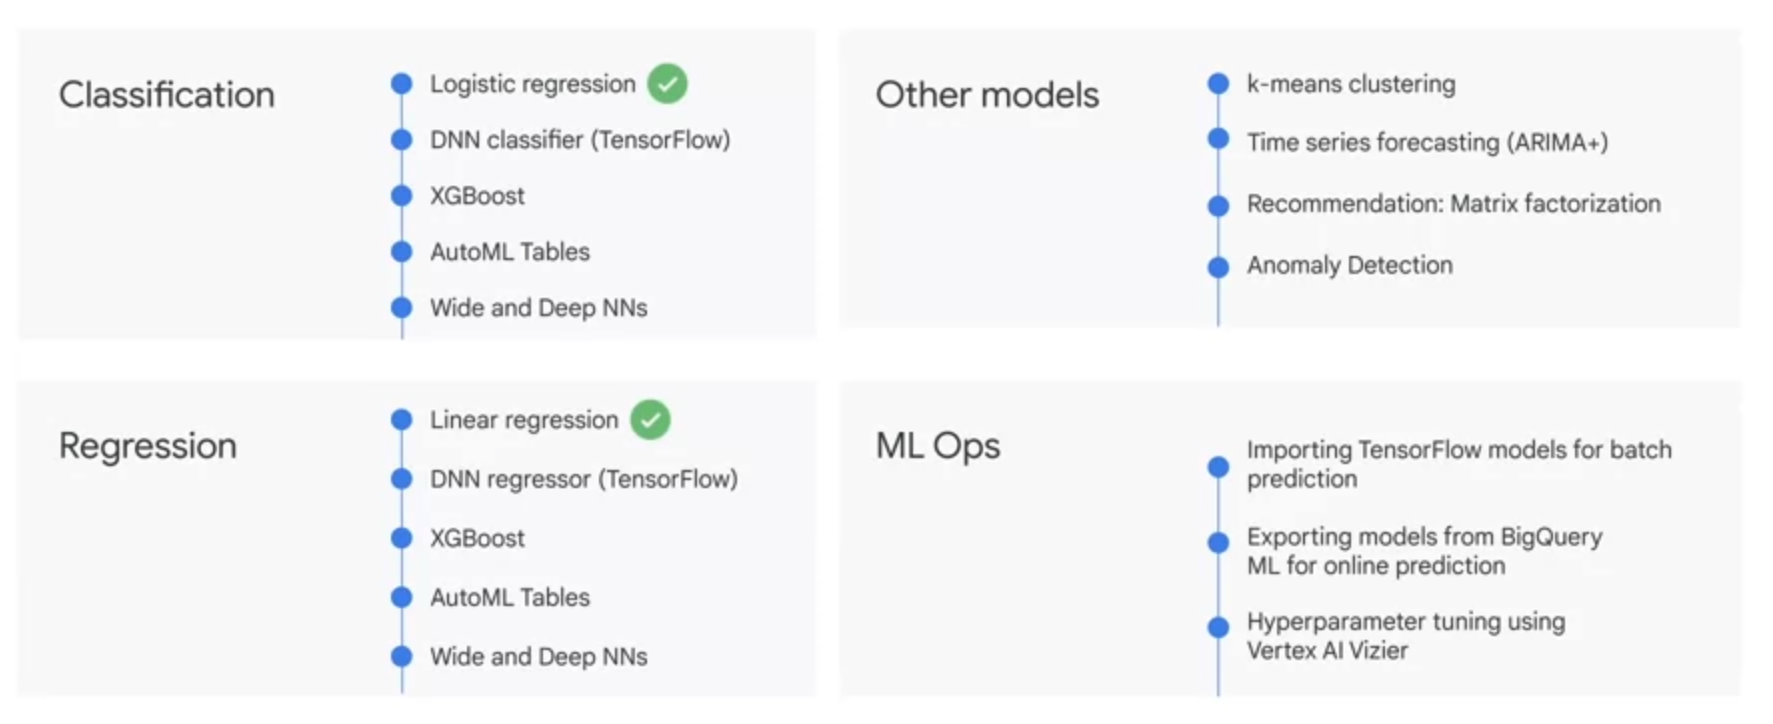 Classification
Logistic regression
DNN classifier (TensorFlow)
XGBoost
AutoML Tables
Wide and Deep NNs
Other models
k-means clustering
Time series forecasting (ARIMA+)
Recommendation: Matrix factorization
Anomaly Detection
Regression
Linear regression
DNN regressor (TensorFlow)
XGBoost
AutoML Tables
Wide and Deep NNs
ML Ops
Importing TensorFlow models for batch
prediction
Exporting models from BigQuery
ML for online prediction
Hyperparameter tuning using
Vertex AI Vizier